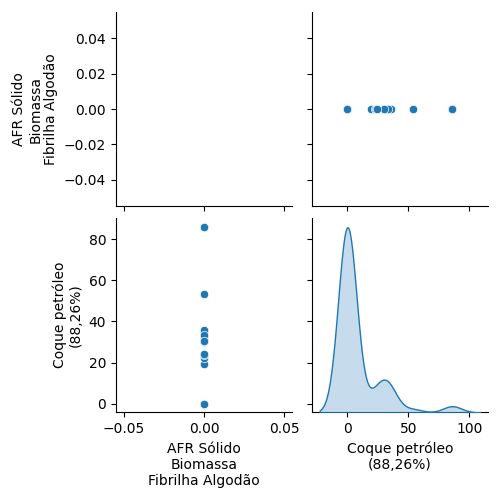 AFR Sólido
Biomassa
Fibrilha Algodão
0.04
0.02
0.00
−0.02
−0.04
Coque petróleo
(88,26%)
80
60
40
20
0
−0.05
0.00
0.05
AFR Sólido
Biomassa
Fibrilha Algodão
0
50
100
Coque petróleo
(88,26%)